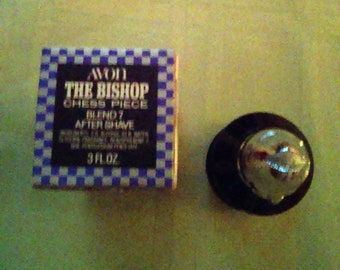 AVON
THE BISHOP
CHESS PIECE
BLEND 7
AFTER SHAVE
3 FL OZ